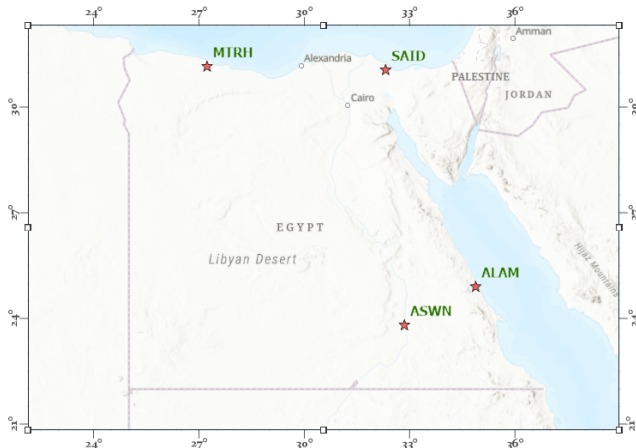 24° 27° 30° 33° 36°
Amman
MTRH
SAID
Alexandria
PALESTINE
30° 30°
Cairo
JORDAN
27° 27°
EGYPT
Libyan Desert
Hijaz Mountains
ALAM
24° 24°
ASWN
21° 21°
24° 27° 30° 33° 36°